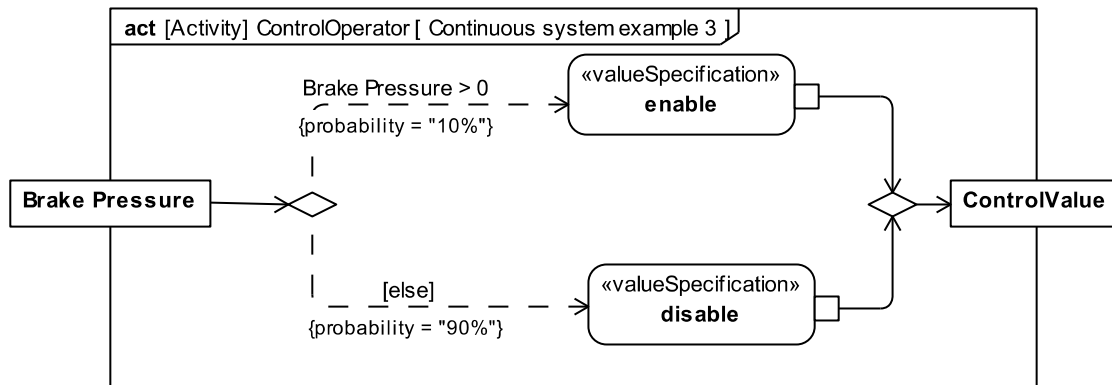 act [Activity] ControlOperator [ Continuous system example 3 ]
«valueSpecification»
enable
Brake Pressure > 0
{probability = "10%"}
Brake Pressure
ControlValue
[else]
{probability = "90%"}
«valueSpecification»
disable